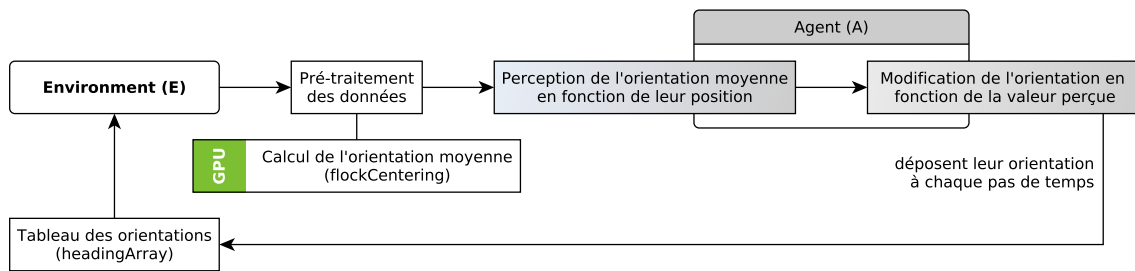 Agent (A)
Environment (E)
Pré-traitement
des données
Perception de l'orientation moyenne
en fonction de leur position
Modification de l'orientation en
fonction de la valeur perçue
GPU
Calcul de l'orientation moyenne
(flockCentering)
déposent leur orientation
à chaque pas de temps
Tableau des orientations
(headingArray)